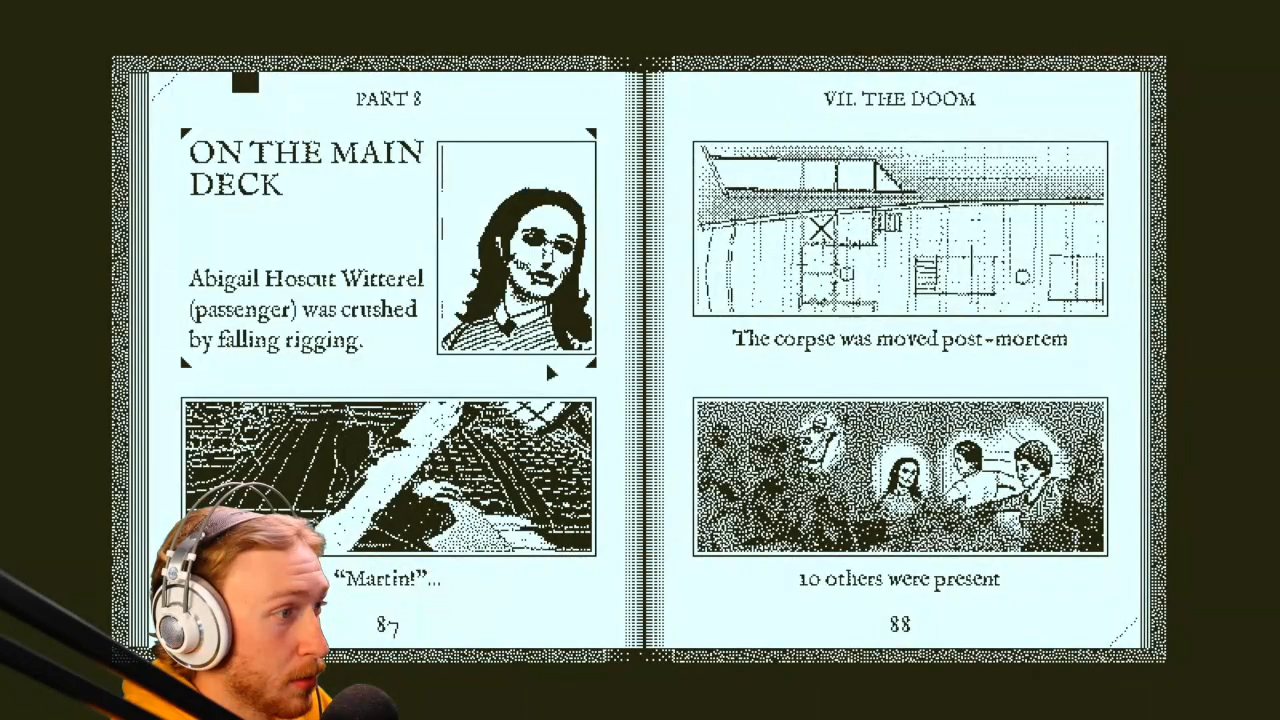 PART 8
ON THE MAIN
DECK
Abigail Hoscut Witterel
(passenger) was crushed
by falling rigging.
“Martin!”...
87
VII. THE DOOM
The corpse was moved post-mortem
10 others were present
88